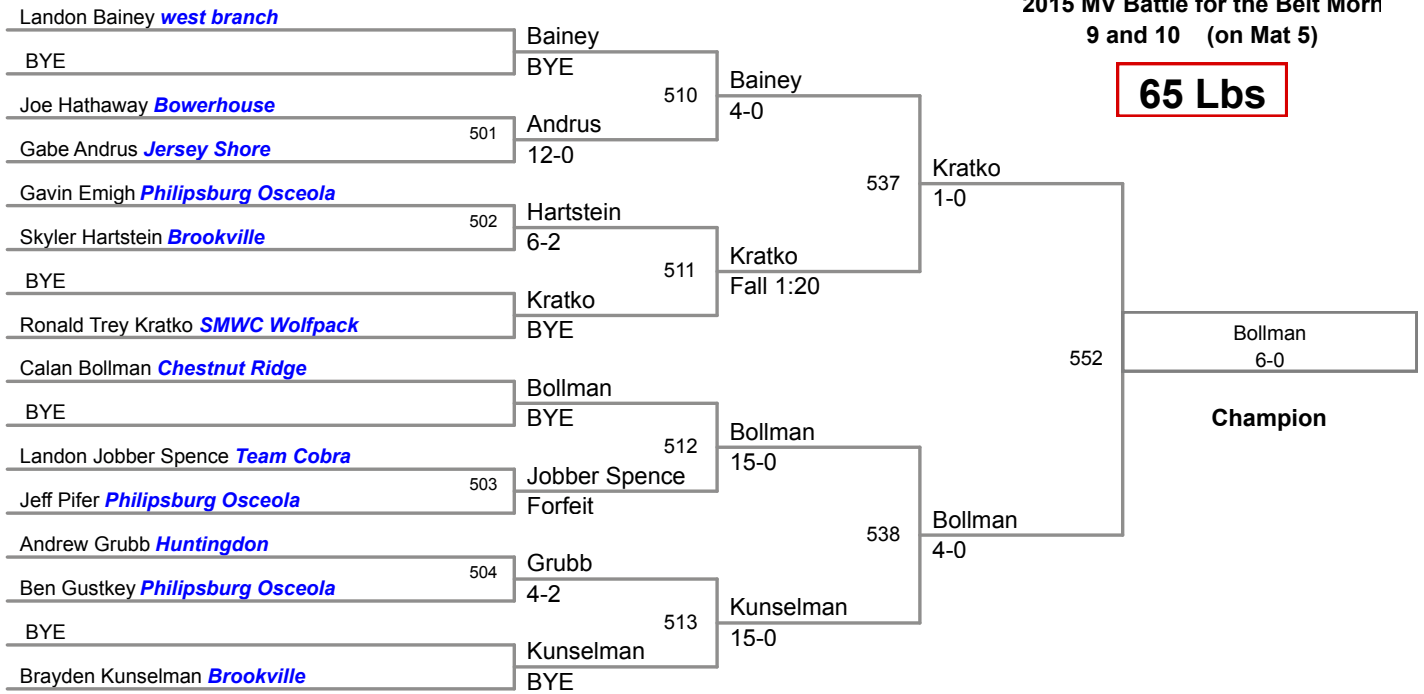 2015 MV Battle for the Belt Morn
9 and 10 (on Mat 5)
65 Lbs
Landon Bainey west branch
BYE
Joe Hathaway Bowerhouse
Gabe Andrus Jersey Shore
Gavin Emigh Philipsburg Osceola
Skyler Hartstein Brookville
BYE
Ronald Trey Kratko SMWC Wolfpack
Calan Bollman Chestnut Ridge
BYE
Landon Jobber Spence Team Cobra
Jeff Pifer Philipsburg Osceola
Andrew Grubb Huntingdon
Ben Gustkey Philipsburg Osceola
BYE
Brayden Kunselman Brookville
501
502
503
504
Bainey
BYE
Andrus
12-0
Hartstein
6-2
Kratko
BYE
Bollman
BYE
Jobber Spence
Forfeit
Grubb
4-2
Kunselman
BYE
510
511
512
513
Bainey
4-0
Kratko
Fall 1:20
Bollman
15-0
Kunselman
15-0
537
538
Kratko
1-0
Bollman
4-0
552
Bollman
6-0
Champion